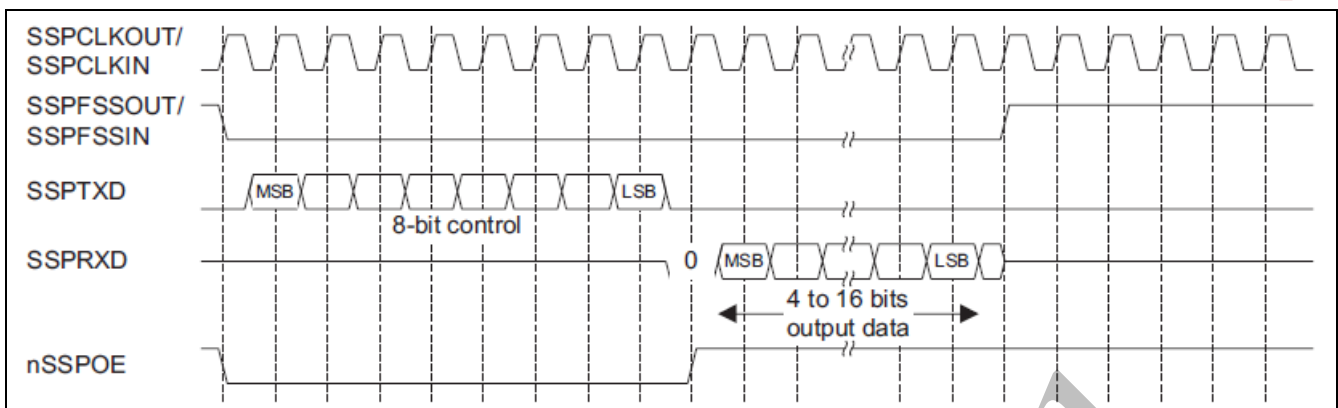 SSPCLKOUT/
SSPCLKIN
SSPFSSOUT/
SSPFSSIN
SSPTXD
MSB
LSB
8-bit control
SSPRXD
0
MSB
LSB
4 to 16 bits
output data
nSSPOE